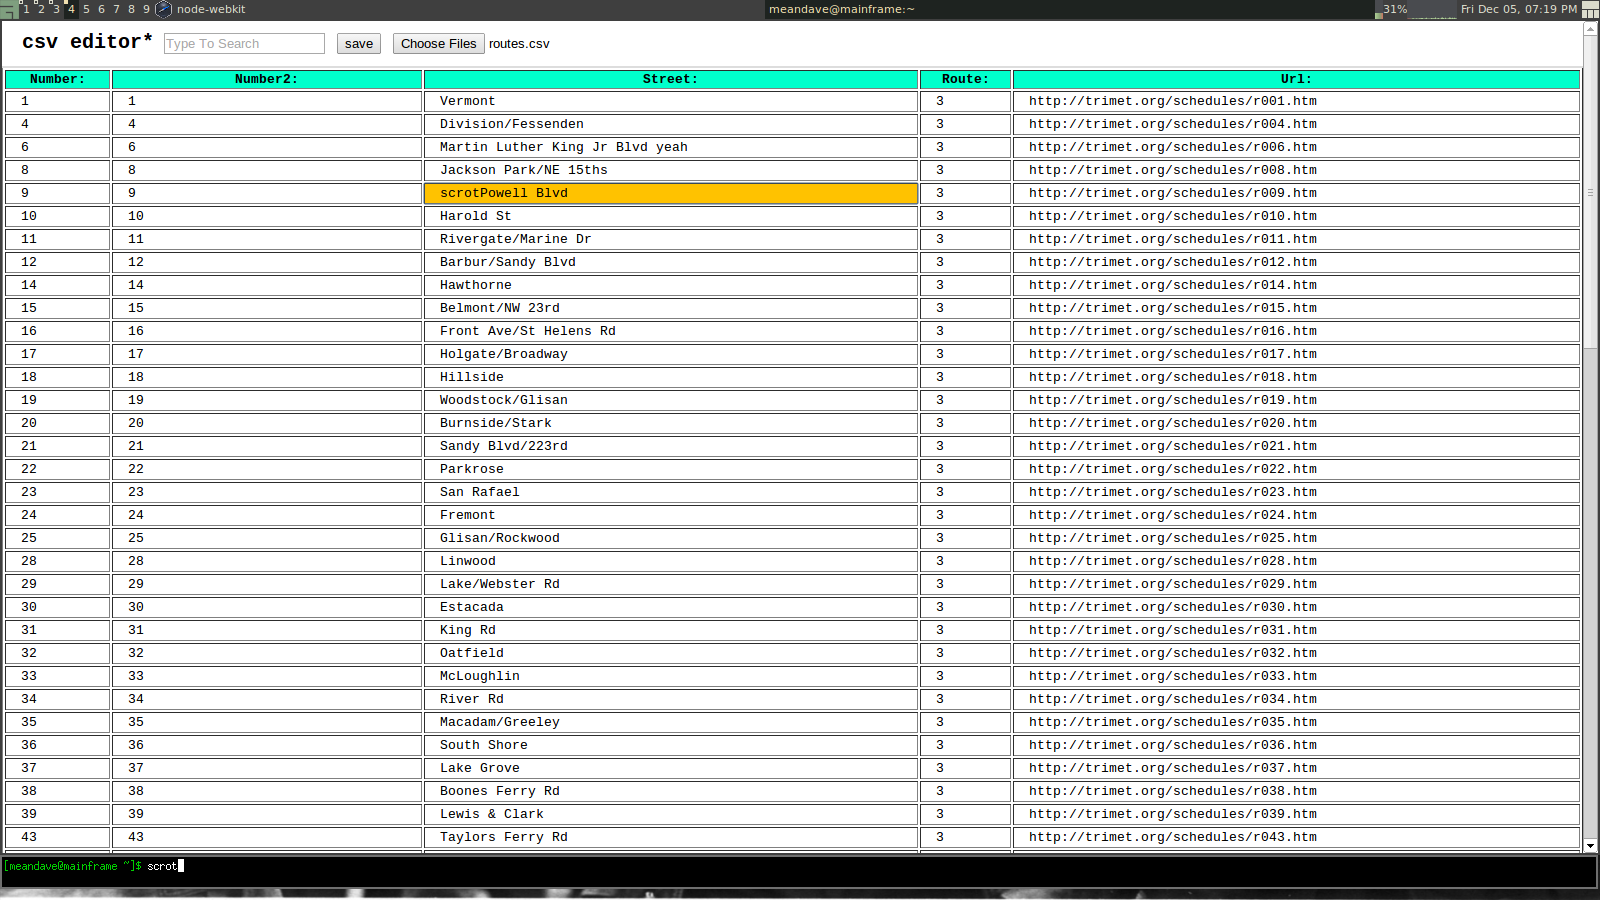 1 2 3 4 5 6 7 8 9 node-webkit meandave@mainframe:~ 31% Fri Dec 05, 07:19 PM
csv editor* Type To Search save Choose Files routes.csv
Number: Number2: Street: Route: Url:
1 1 Vermont 3 http://trimet.org/schedules/r001.htm
4 4 Division/Fessenden 3 http://trimet.org/schedules/r004.htm
6 6 Martin Luther King Jr Blvd yeah 3 http://trimet.org/schedules/r006.htm
8 8 Jackson Park/NE 15ths 3 http://trimet.org/schedules/r008.htm
9 9 scrotPowell Blvd 3 http://trimet.org/schedules/r009.htm
10 10 Harold St 3 http://trimet.org/schedules/r010.htm
11 11 Rivergate/Marine Dr 3 http://trimet.org/schedules/r011.htm
12 12 Barbur/Sandy Blvd 3 http://trimet.org/schedules/r012.htm
14 14 Hawthorne 3 http://trimet.org/schedules/r014.htm
15 15 Belmont/NW 23rd 3 http://trimet.org/schedules/r015.htm
16 16 Front Ave/St Helens Rd 3 http://trimet.org/schedules/r016.htm
17 17 Holgate/Broadway 3 http://trimet.org/schedules/r017.htm
18 18 Hillside 3 http://trimet.org/schedules/r018.htm
19 19 Woodstock/Glisan 3 http://trimet.org/schedules/r019.htm
20 20 Burnside/Stark 3 http://trimet.org/schedules/r020.htm
21 21 Sandy Blvd/223rd 3 http://trimet.org/schedules/r021.htm
22 22 Parkrose 3 http://trimet.org/schedules/r022.htm
23 23 San Rafael 3 http://trimet.org/schedules/r023.htm
24 24 Fremont 3 http://trimet.org/schedules/r024.htm
25 25 Glisan/Rockwood 3 http://trimet.org/schedules/r025.htm
28 28 Linwood 3 http://trimet.org/schedules/r028.htm
29 29 Lake/Webster Rd 3 http://trimet.org/schedules/r029.htm
30 30 Estacada 3 http://trimet.org/schedules/r030.htm
31 31 King Rd 3 http://trimet.org/schedules/r031.htm
32 32 Oatfield 3 http://trimet.org/schedules/r032.htm
33 33 McLoughlin 3 http://trimet.org/schedules/r033.htm
34 34 River Rd 3 http://trimet.org/schedules/r034.htm
35 35 Macadam/Greeley 3 http://trimet.org/schedules/r035.htm
36 36 South Shore 3 http://trimet.org/schedules/r036.htm
37 37 Lake Grove 3 http://trimet.org/schedules/r037.htm
38 38 Boones Ferry Rd 3 http://trimet.org/schedules/r038.htm
39 39 Lewis & Clark 3 http://trimet.org/schedules/r039.htm
43 43 Taylors Ferry Rd 3 http://trimet.org/schedules/r043.htm
[meandave@mainframe ~]$ scrot